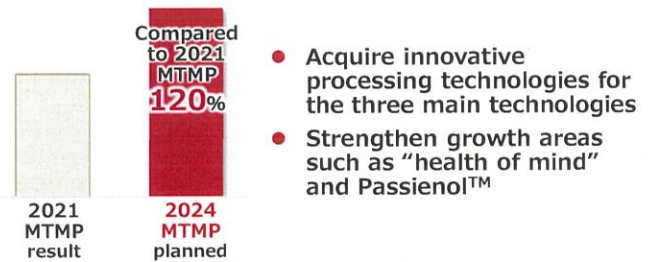 Compared
to 2021
MTMP
120%
2021
MTMP
result
2024
MTMP
planned
● Acquire innovative
processing technologies for
the three main technologies
● Strengthen growth areas
such as “health of mind”
and Passienol™